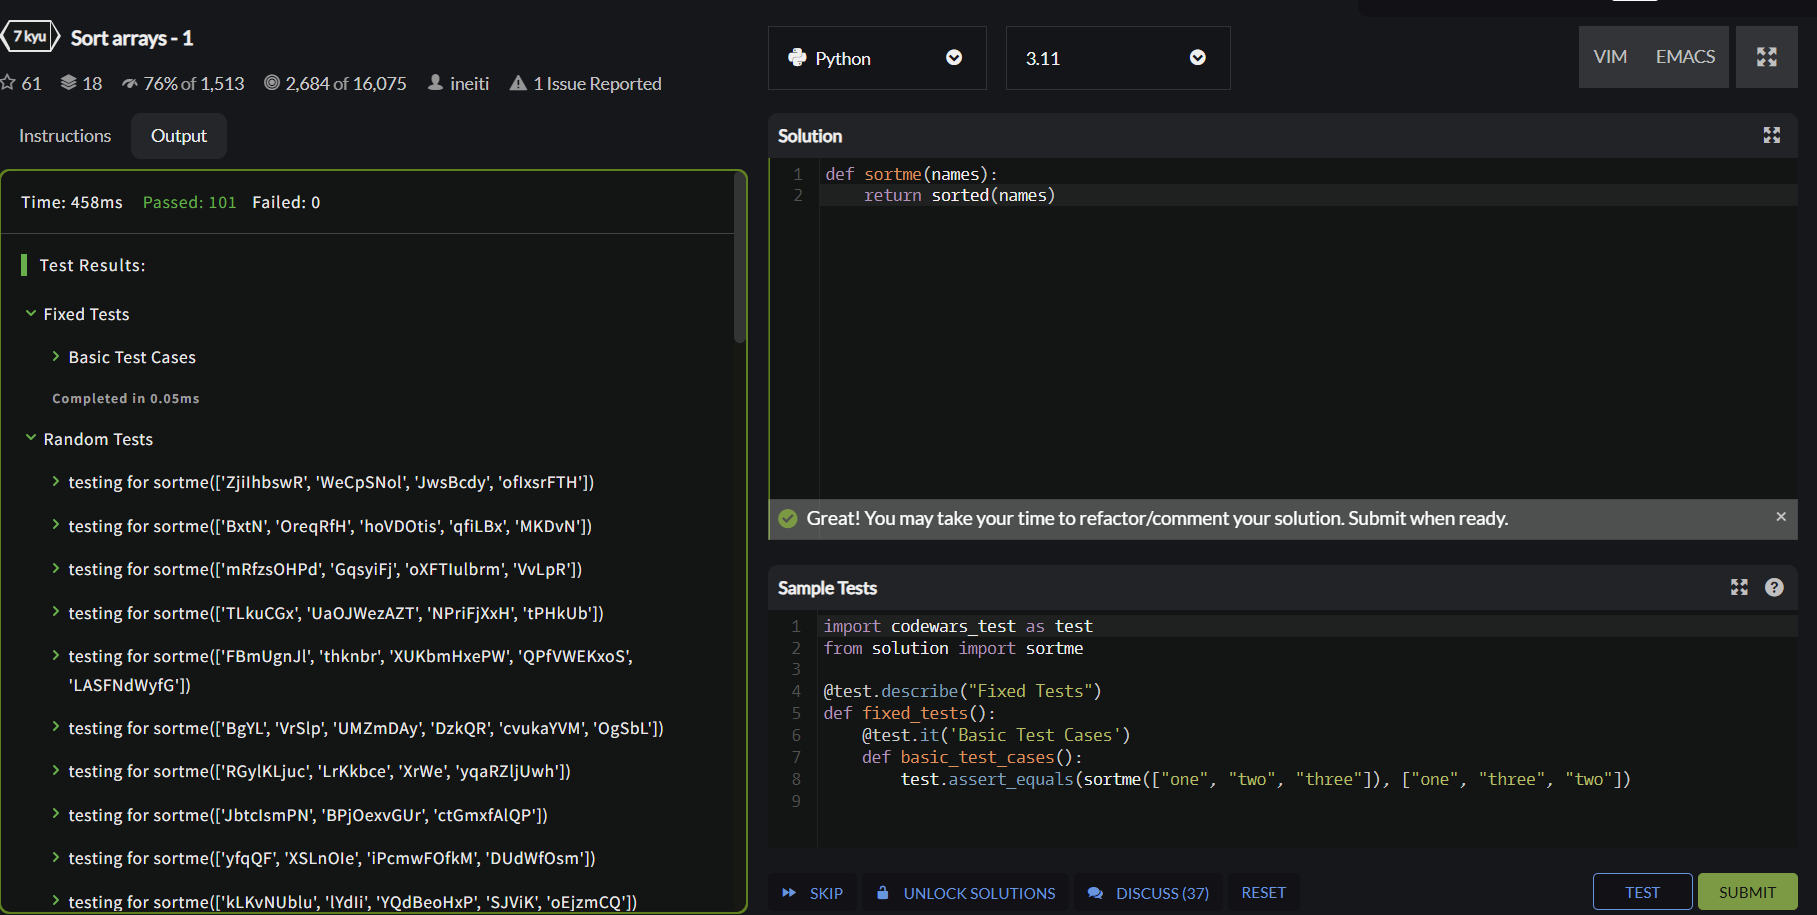 7 kyu Sort arrays - 1
61 18 76% of 1,513 2,684 of 16,075 ineiti 1 Issue Reported
Instructions Output
Time: 458ms Passed: 101 Failed: 0
Test Results:
Fixed Tests
Basic Test Cases
Completed in 0.05ms
Random Tests
testing for sortme(['ZjiIhbswR', 'WeCpSNol', 'JwsBcdy', 'ofIxsrFTH'])
testing for sortme(['BxtN', 'OreqRfH', 'hoVDOtis', 'qfiLBx', 'MKDvN'])
testing for sortme(['mRfzsOHPd', 'GqsyiFj', 'oXFTIulbrm', 'VvLpR'])
testing for sortme(['TLkuCGx', 'UaOJWezAZT', 'NPriFjXxH', 'tPHkUb'])
testing for sortme(['FBmUgnJl', 'thknbr', 'XUKbmHxePW', 'QPfVWEKxoS',
'LASFNdWyfG'])
testing for sortme(['BgYL', 'VrSlp', 'UMZmDAy', 'DzkQR', 'cvukaYVM', 'OgSbL'])
testing for sortme(['RGylKLjuc', 'LrKkbce', 'XrWe', 'yqaRZljUwh'])
testing for sortme(['JbtcIsmPN', 'BPjOexvGUr', 'ctGmxfAlQP'])
testing for sortme(['yfqQF', 'XSLnOIe', 'iPcmwFOfkM', 'DUdWfOsm'])
testing for sortme(['kLKvNUblu', 'lYdIi', 'YQdBeoHxP', 'SJViK', 'oEjzmCQ'])
Python 3.11 VIM EMACS
Solution
1 def sortme(names):
2 return sorted(names)
Great! You may take your time to refactor/comment your solution. Submit when ready.
Sample Tests
1 import codewars_test as test
2 from solution import sortme
3
4 @test.describe("Fixed Tests")
5 def fixed_tests():
6 @test.it('Basic Test Cases')
7 def basic_test_cases():
8 test.assert_equals(sortme(["one", "two", "three"]), ["one", "three", "two"])
9
SKIP UNLOCK SOLUTIONS DISCUSS (37) RESET TEST SUBMIT